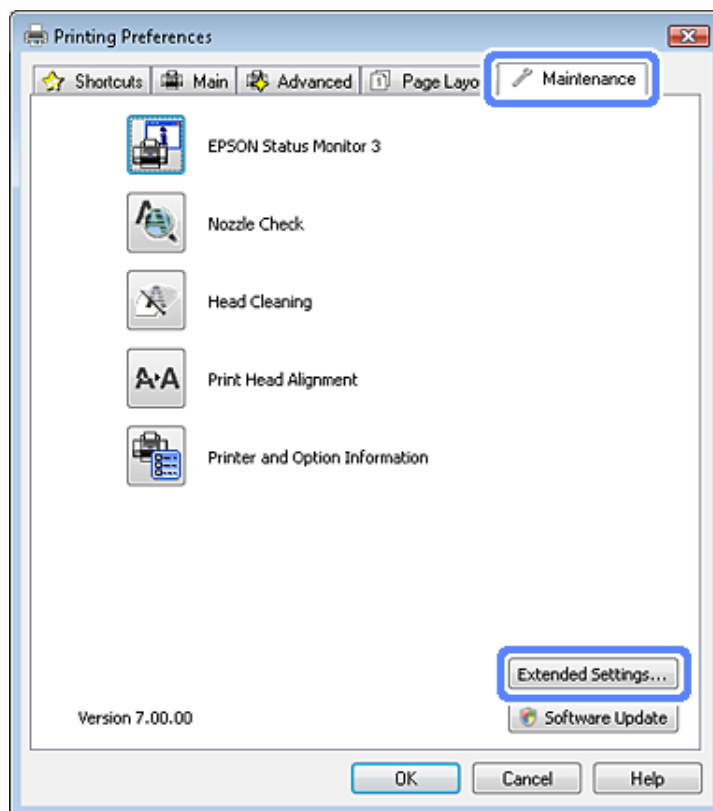 Printing Preferences
Shortcuts Main Advanced Page Layo Maintenance
EPSON Status Monitor 3
Nozzle Check
Head Cleaning
A A Print Head Alignment
Printer and Option Information
Extended Settings...
Version 7.00.00 Software Update
OK Cancel Help